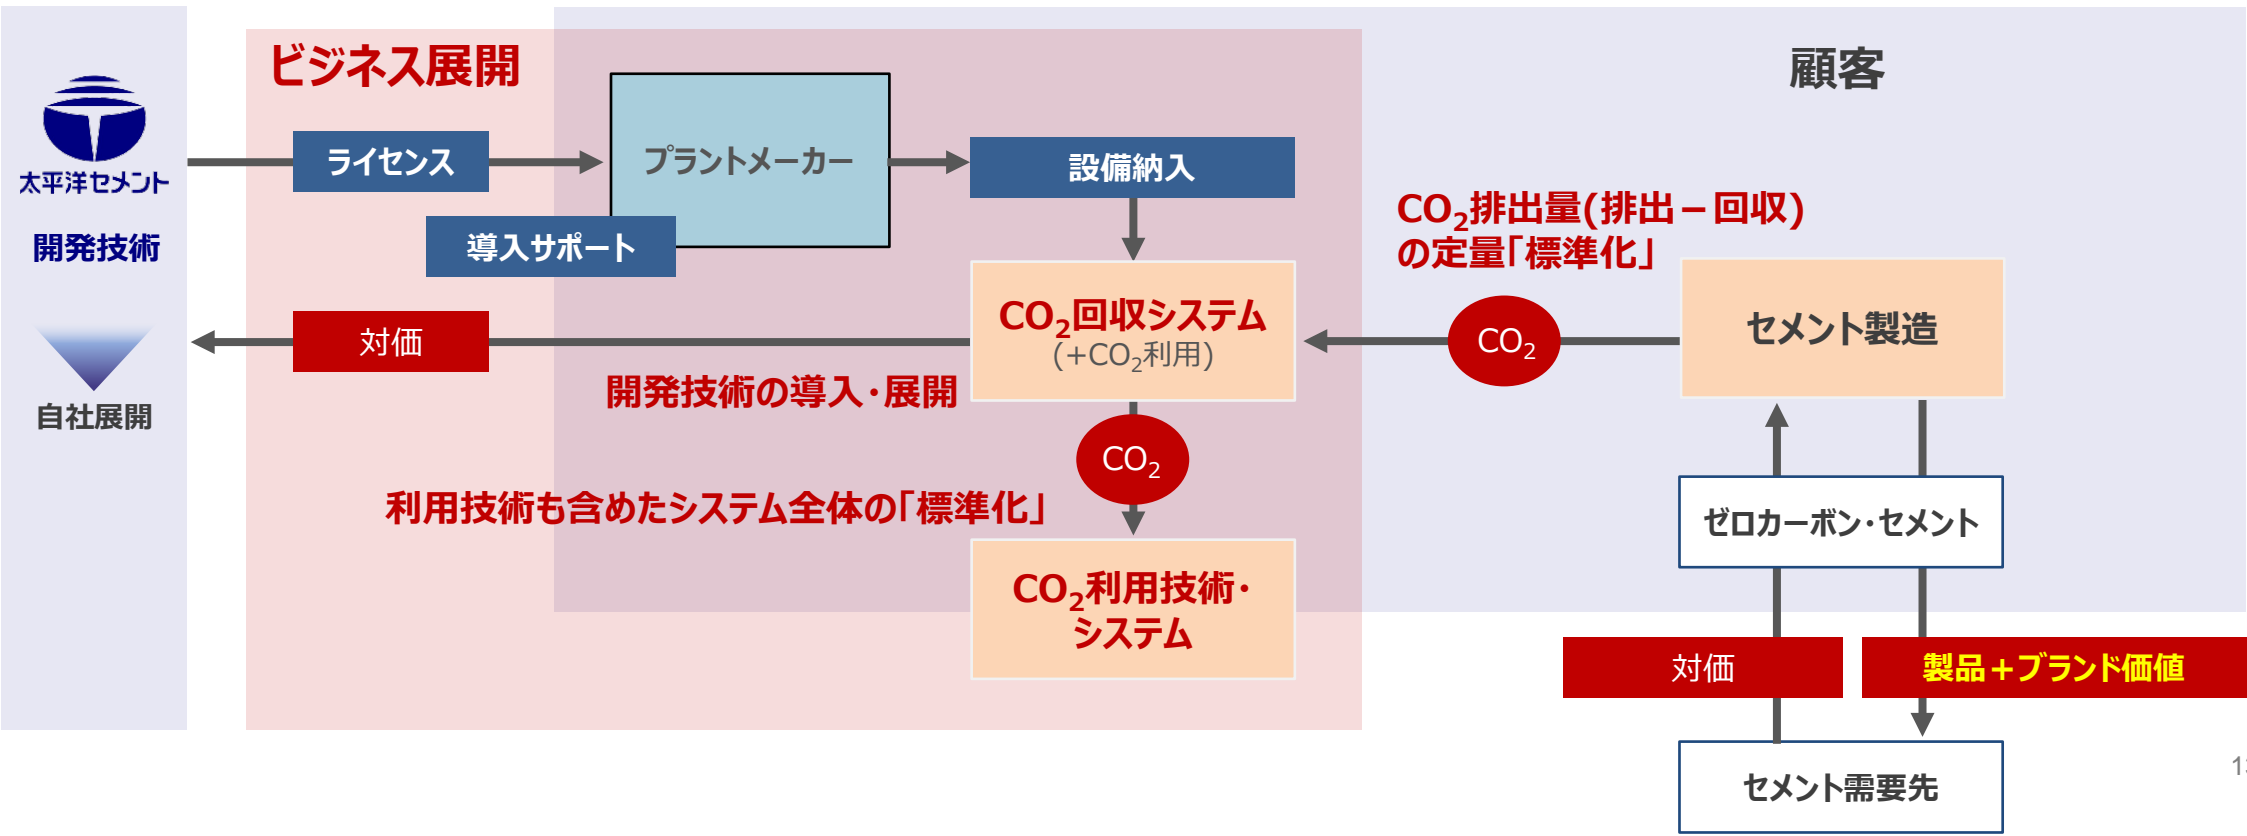 ビジネス展開
顧客
太平洋セメント
開発技術
自社展開
ライセンス
プラントメーカー
設備納入
導入サポート
CO₂排出量(排出－回収)
の定量「標準化」
CO₂回収システム
(+CO₂利用)
CO₂
セメント製造
対価
開発技術の導入・展開
CO₂
利用技術も含めたシステム全体の「標準化」
ゼロカーボン・セメント
CO₂利用技術・
システム
対価
製品＋ブランド価値
セメント需要先